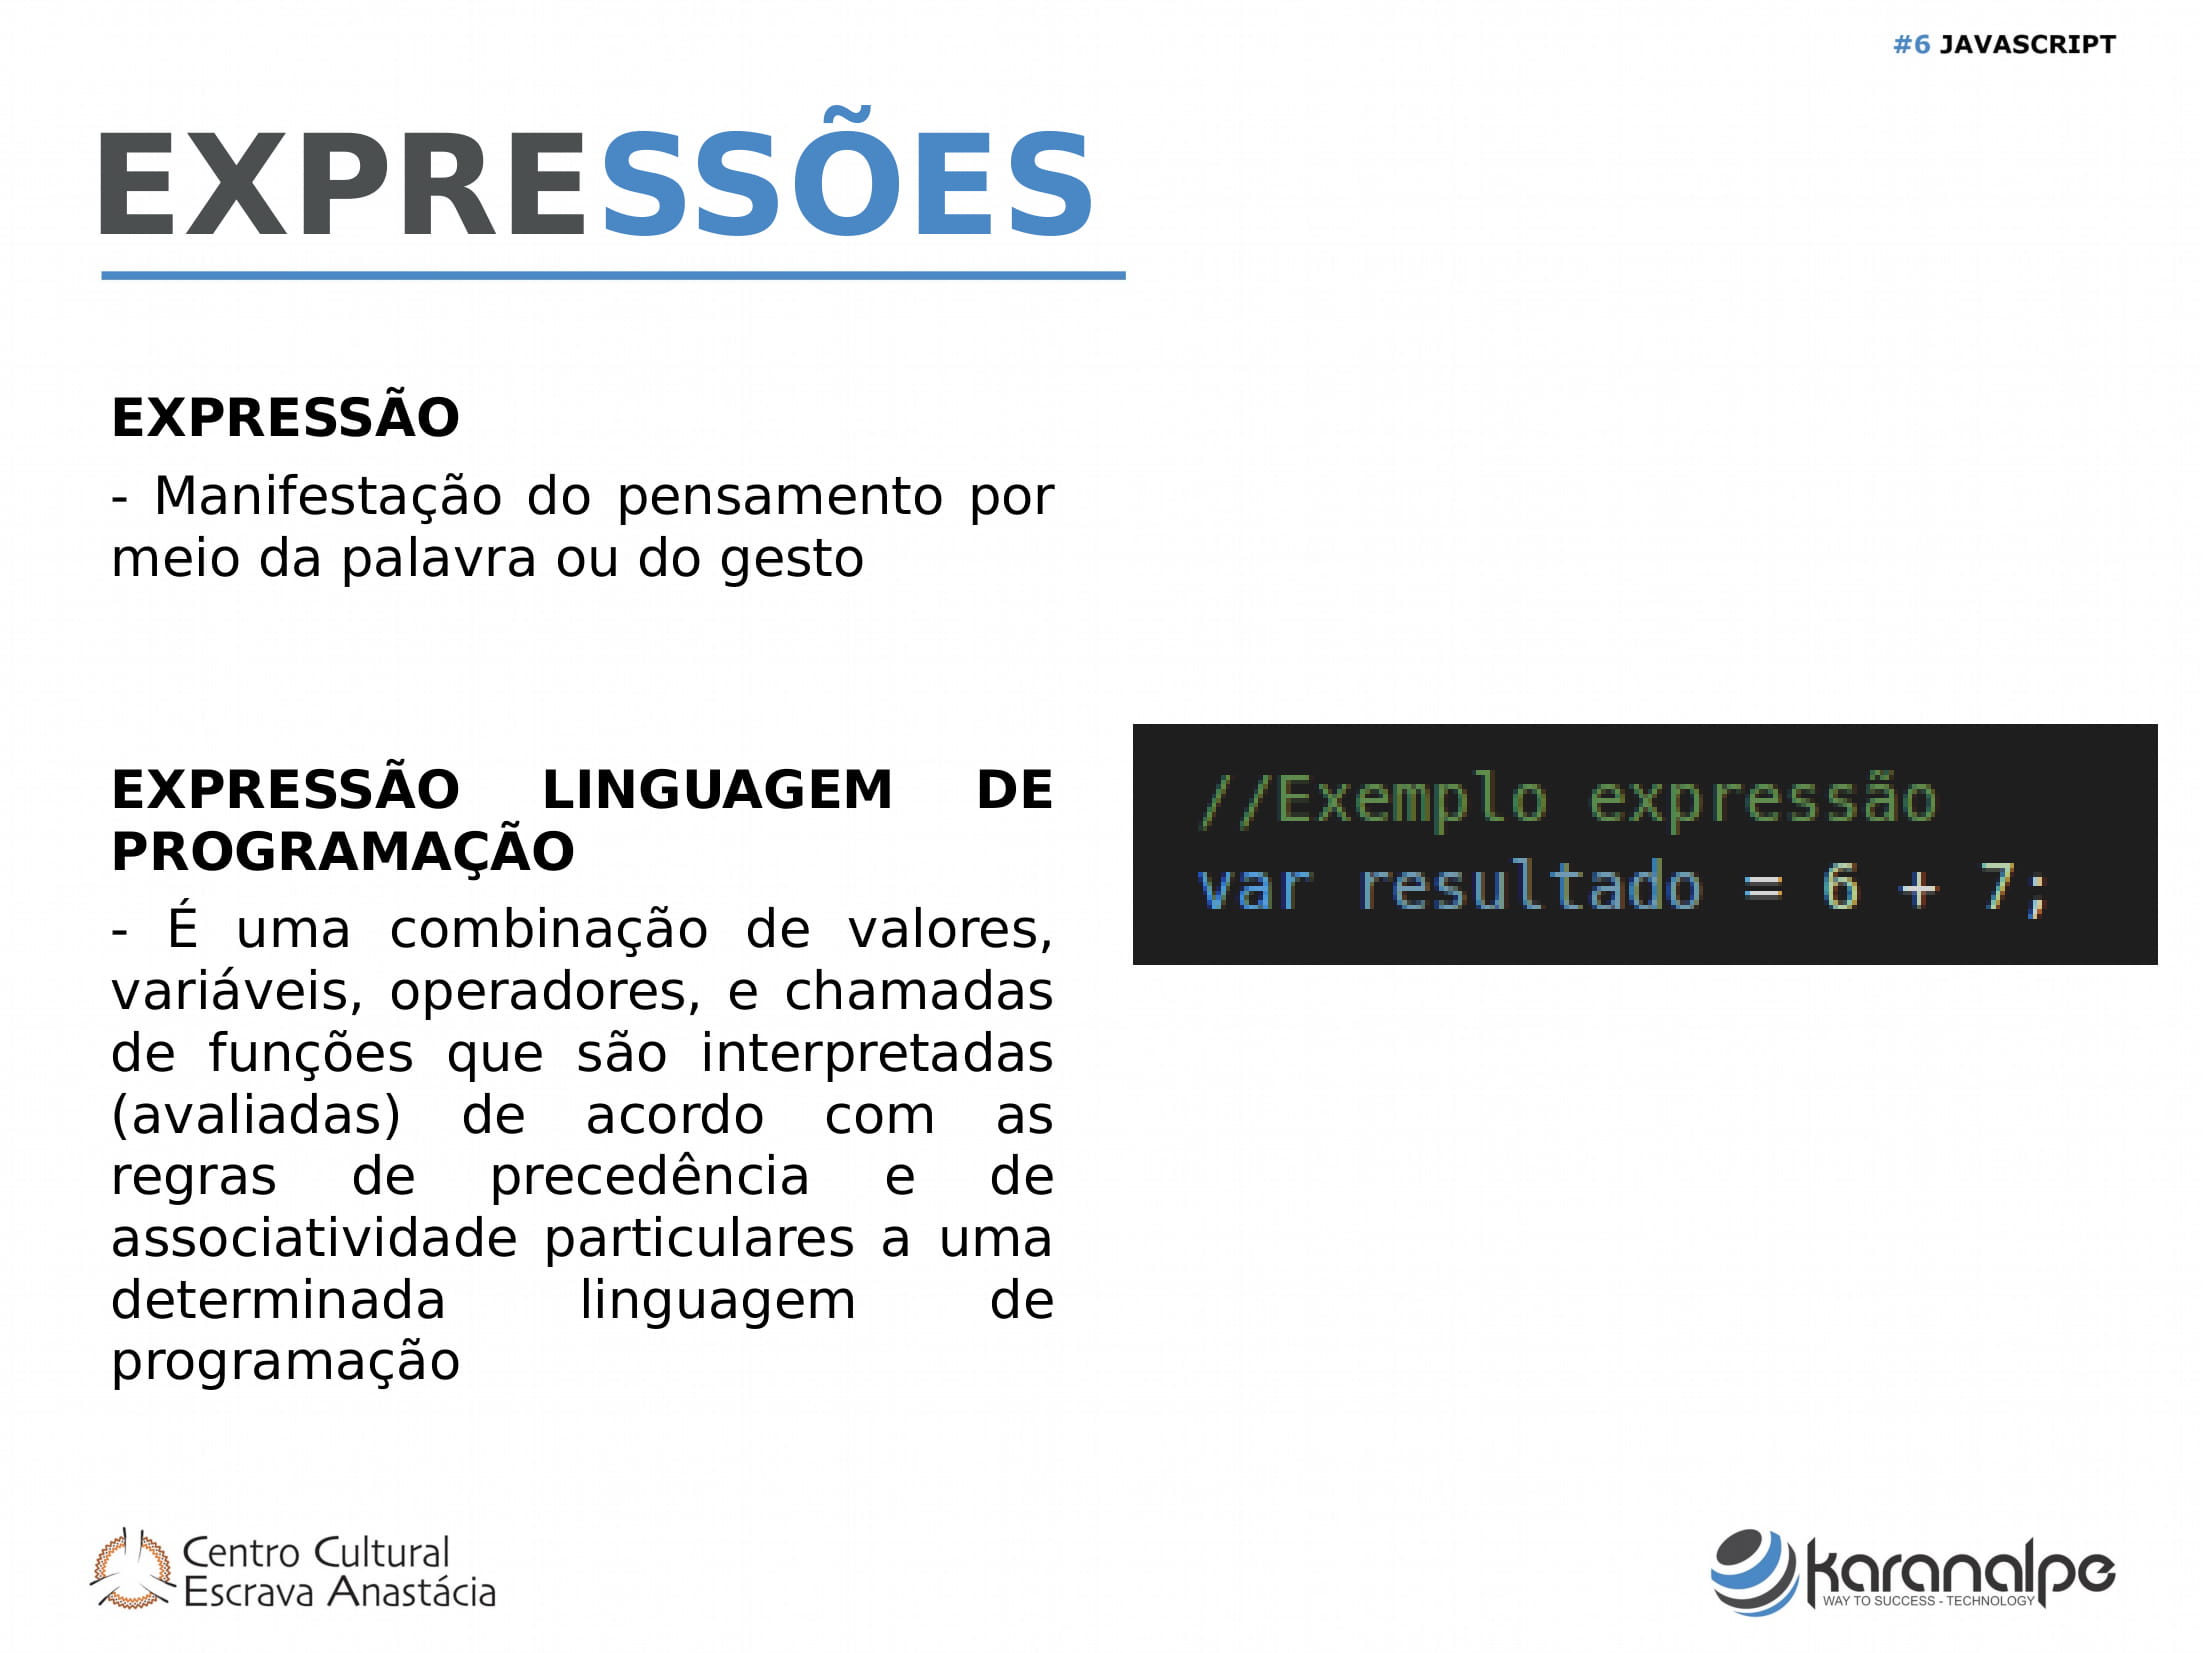 #6 JAVASCRIPT
EXPRESSÕES
EXPRESSÃO
- Manifestação do pensamento por
meio da palavra ou do gesto
EXPRESSÃO LINGUAGEM DE
PROGRAMAÇÃO
- É uma combinação de valores,
variáveis, operadores, e chamadas
de funções que são interpretadas
(avaliadas) de acordo com as
regras de precedência e de
associatividade particulares a uma
determinada linguagem de
programação
//Exemplo expressão
var resultado = 6 + 7;
Centro Cultural
Escrava Anastácia
karanalpe
WAY TO SUCCESS - TECHNOLOGY